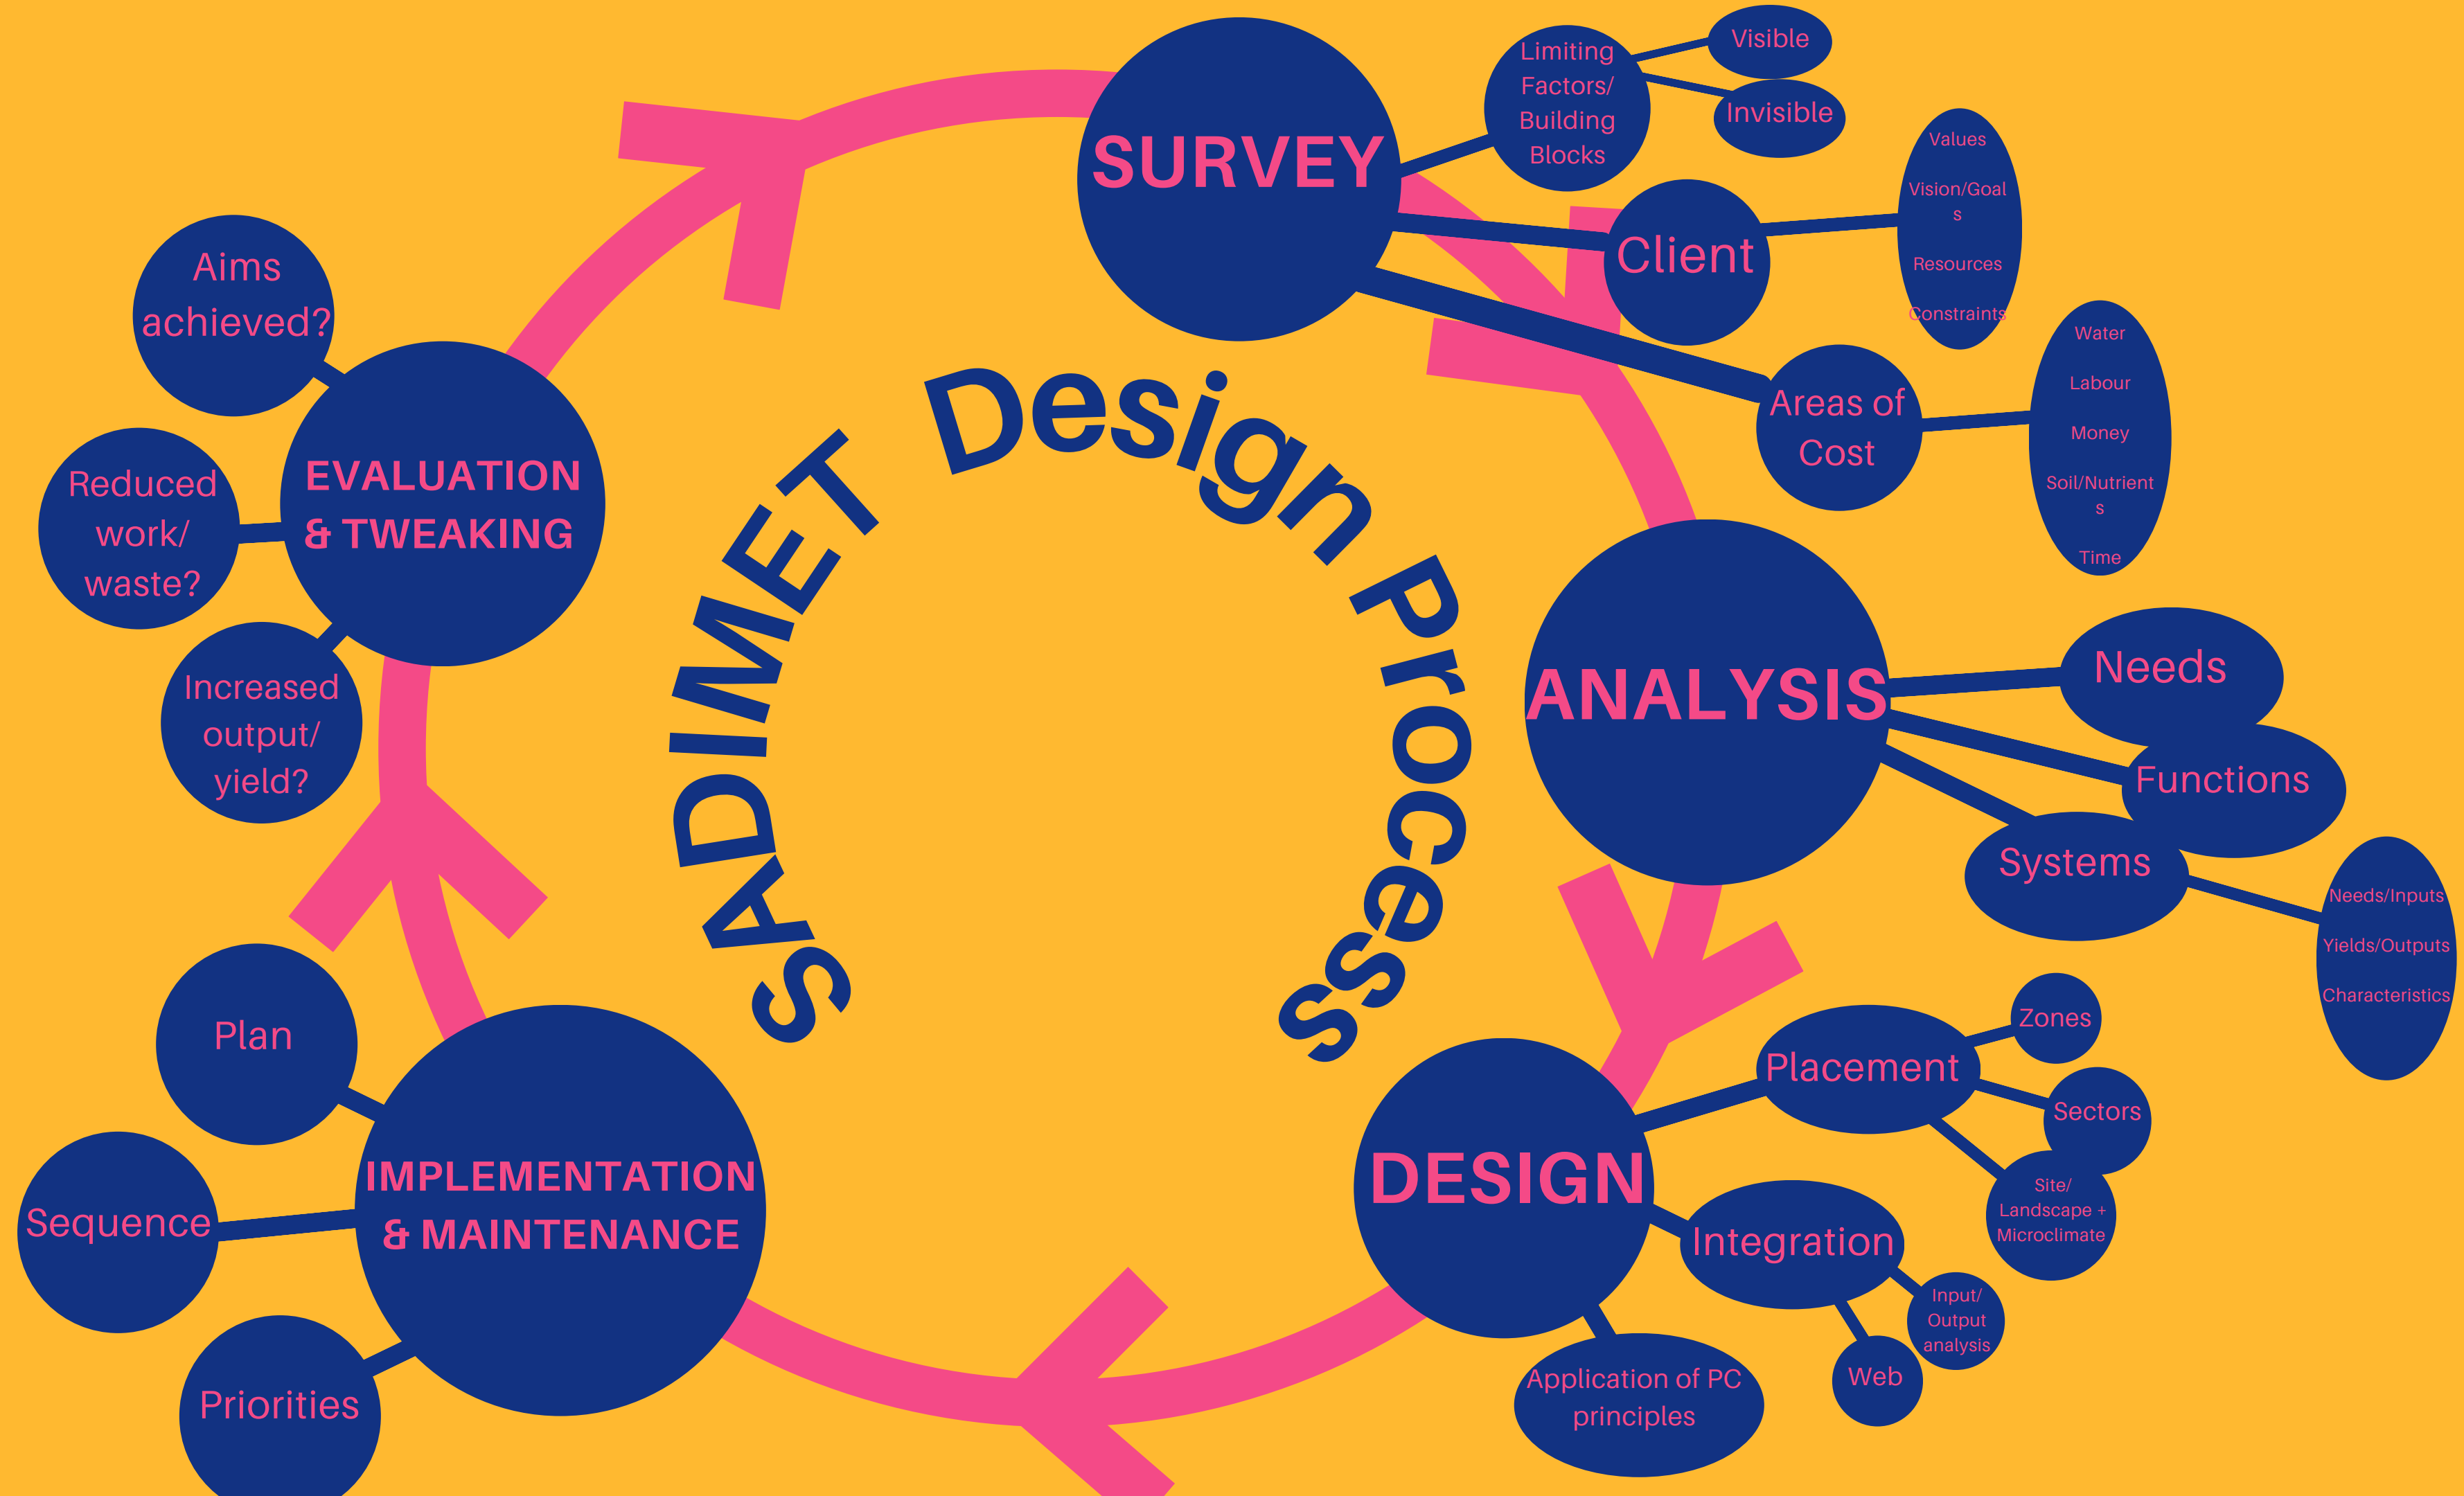 SADIMET Design Process
SURVEY
Limiting
Factors/
Building
Blocks
Visible
Invisible
Client
Values
Vision/Goal
s
Resources
Constraints
Areas of
Cost
Water
Labour
Money
Soil/Nutrient
s
Time
ANALYSIS
Needs
Functions
Systems
Needs/Inputs
Yields/Outputs
Characteristics
DESIGN
Placement
Zones
Sectors
Site/
Landscape +
Microclimate
Integration
Input/
Output
analysis
Web
Application of PC
principles
IMPLEMENTATION
& MAINTENANCE
Plan
Sequence
Priorities
EVALUATION
& TWEAKING
Aims
achieved?
Reduced
work/
waste?
Increased
output/
yield?